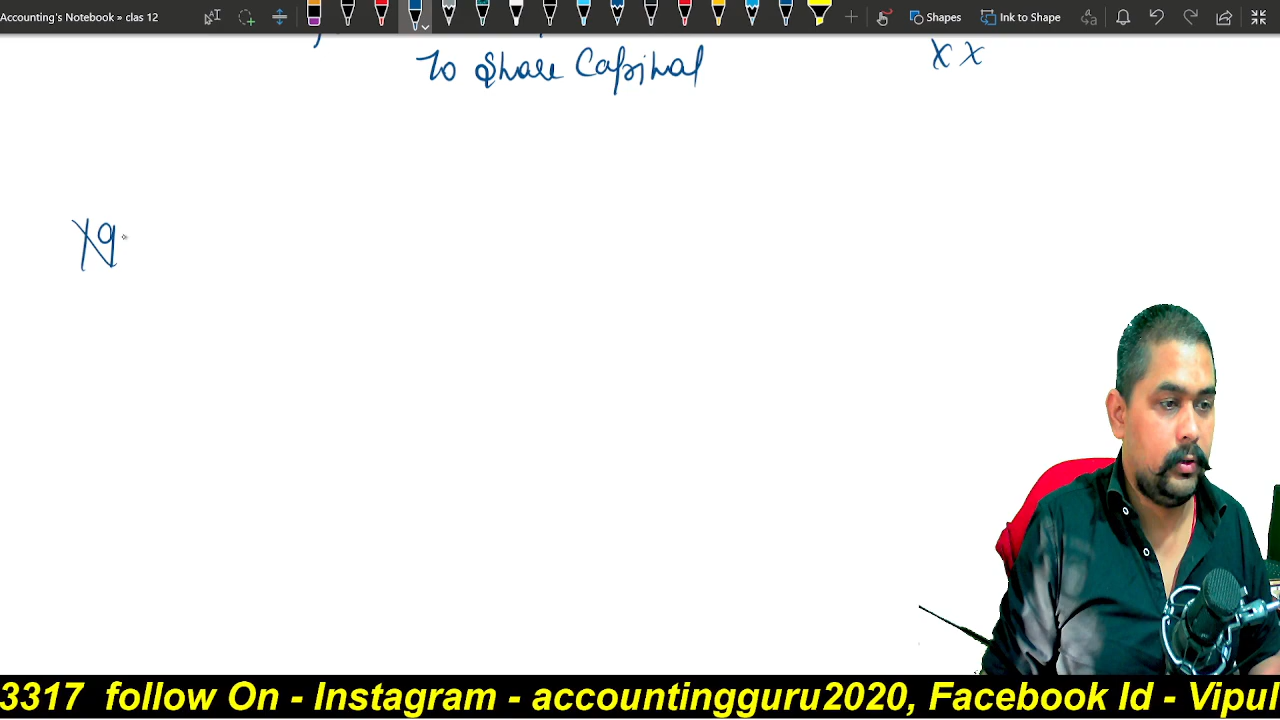 Accounting's Notebook » clas 12
Shapes
Ink to Shape
To Share Capital x x
3317 follow On - Instagram - accountingguru2020, Facebook Id - Vipul